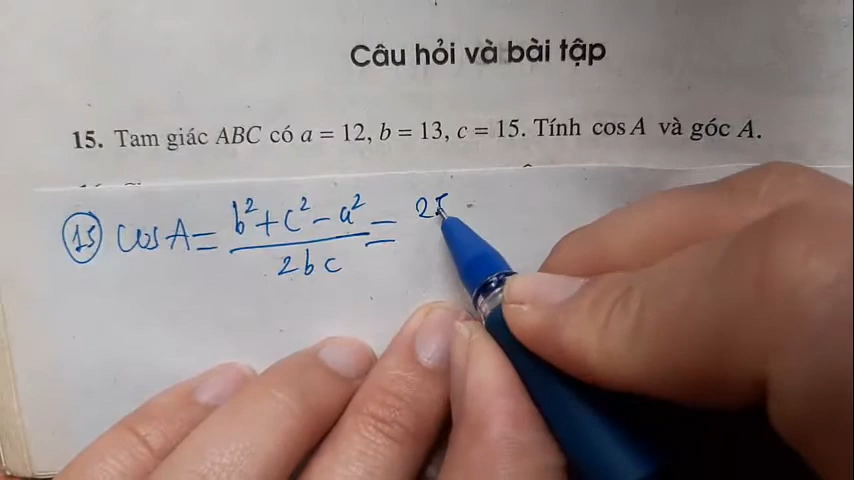 Câu hỏi và bài tập
15. Tam giác ABC có a = 12, b = 13, c = 15. Tính cos A và góc A.
15 cos A = b² + c² - a² / 2bc = 25